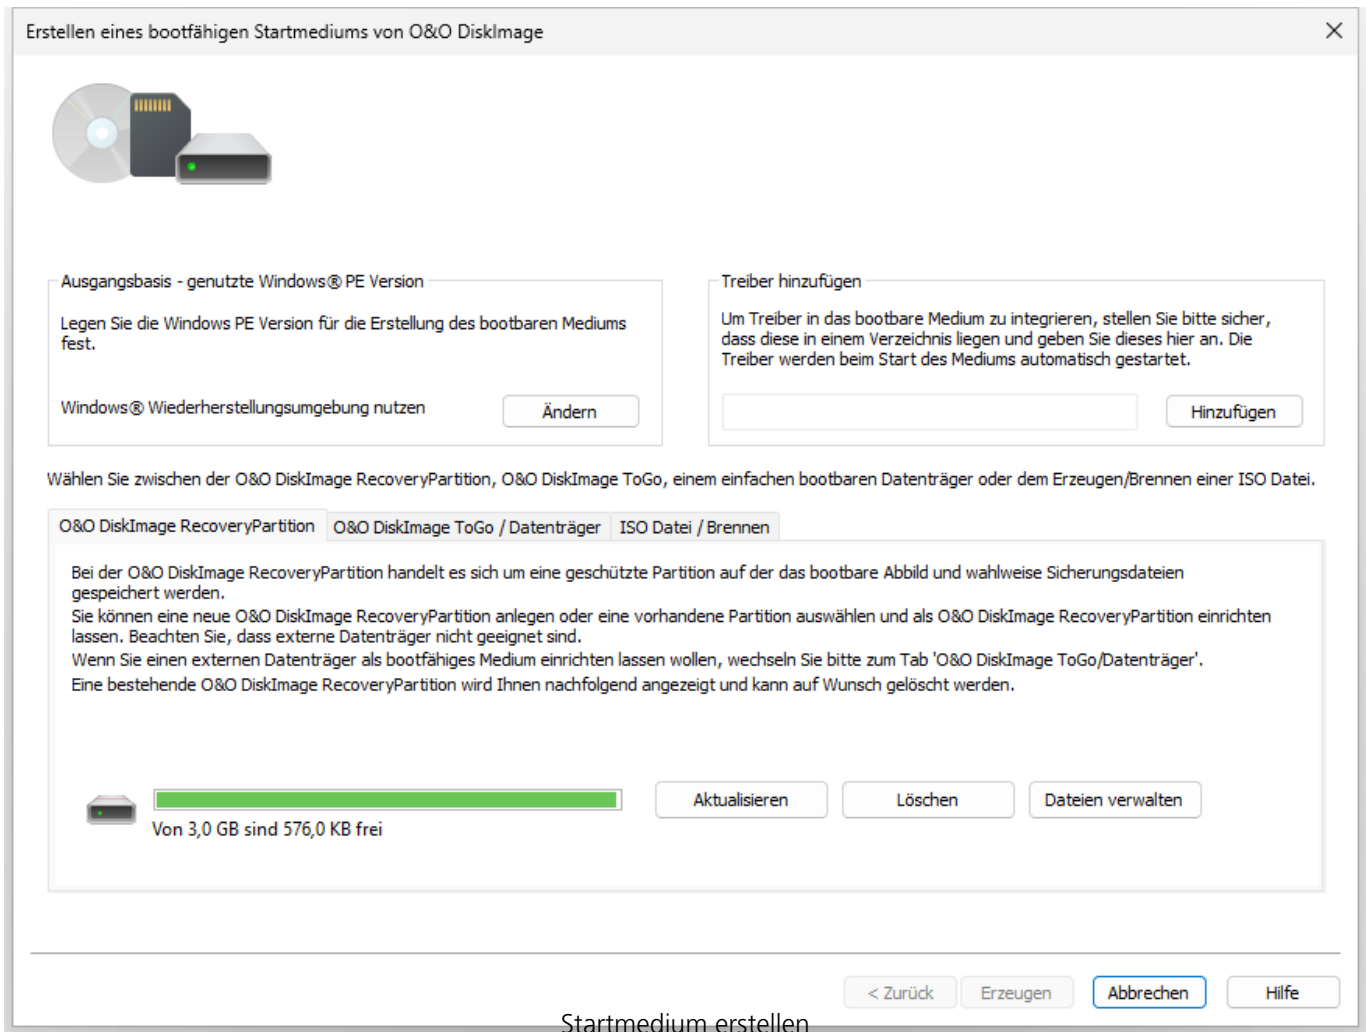 Erstellen eines bootfähigen Startmediums von O&O DiskImage
Ausgangsbasis - genutzte Windows® PE Version
Legen Sie die Windows PE Version für die Erstellung des bootbaren Mediums
fest.
Windows® Wiederherstellungsumgebung nutzen
Ändern
Treiber hinzufügen
Um Treiber in das bootbare Medium zu integrieren, stellen Sie bitte sicher,
dass diese in einem Verzeichnis liegen und geben Sie dieses hier an. Die
Treiber werden beim Start des Mediums automatisch gestartet.
Hinzufügen
Wählen Sie zwischen der O&O DiskImage RecoveryPartition, O&O DiskImage ToGo, einem einfachen bootbaren Datenträger oder dem Erzeugen/Brennen einer ISO Datei.
O&O DiskImage RecoveryPartition
O&O DiskImage ToGo / Datenträger
ISO Datei / Brennen
Bei der O&O DiskImage RecoveryPartition handelt es sich um eine geschützte Partition auf der das bootbare Abbild und wahlweise Sicherungsdateien
gespeichert werden.
Sie können eine neue O&O DiskImage RecoveryPartition anlegen oder eine vorhandene Partition auswählen und als O&O DiskImage RecoveryPartition einrichten
lassen. Beachten Sie, dass externe Datenträger nicht geeignet sind.
Wenn Sie einen externen Datenträger als bootfähiges Medium einrichten lassen wollen, wechseln Sie bitte zum Tab 'O&O DiskImage ToGo/Datenträger'.
Eine bestehende O&O DiskImage RecoveryPartition wird Ihnen nachfolgend angezeigt und kann auf Wunsch gelöscht werden.
Aktualisieren
Löschen
Dateien verwalten
Von 3,0 GB sind 576,0 KB frei
< Zurück
Erzeugen
Abbrechen
Hilfe
Startmedium erstellen